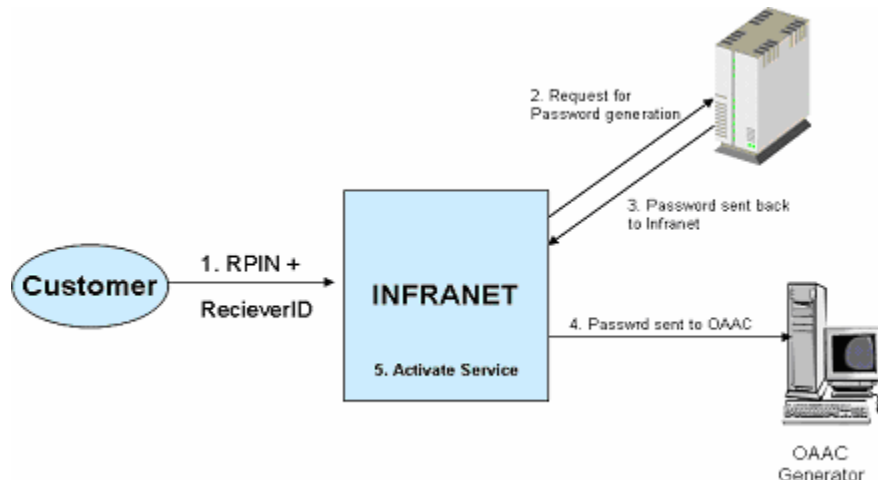 2. Request for
Password generation
3. Password sent back
to Infranet
Customer
1. RPIN +
RecieverID
INFRANET
4. Passwrd sent to OAAC
5. Activate Service
OAAC
Generator